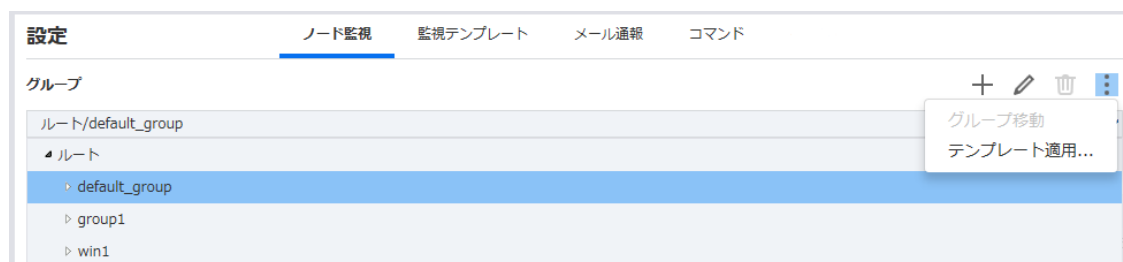 設定 ノード監視 監視テンプレート メール通報 コマンド
グループ
ルート/default_group
グループ移動
テンプレート適用...
ルート
default_group
group1
win1